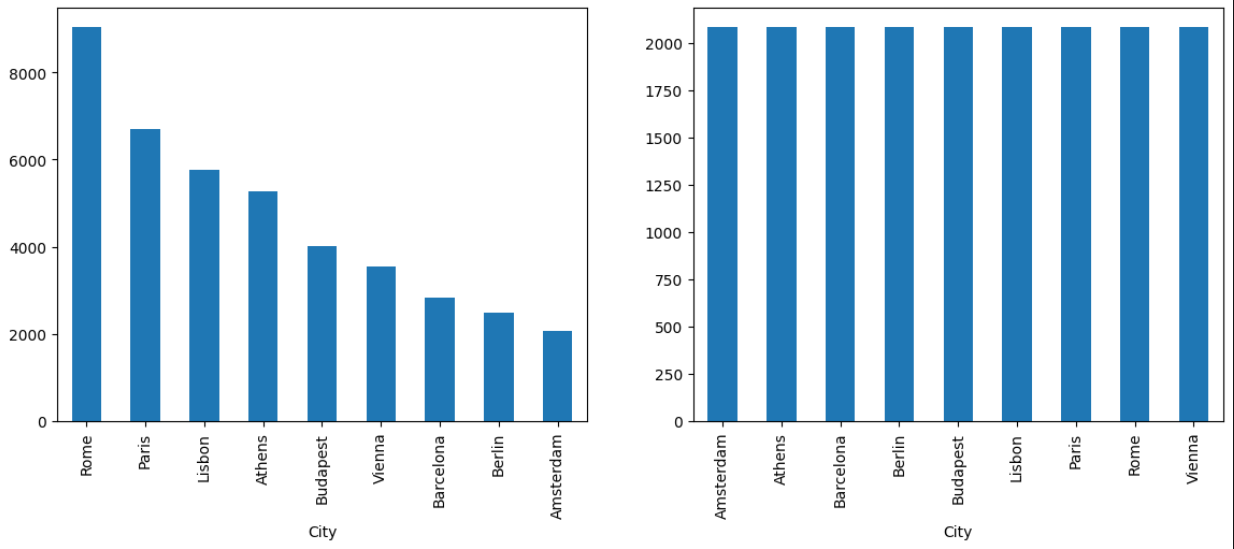 8000
6000
4000
2000
0
Rome
Paris
Lisbon
Athens
Budapest
Vienna
Barcelona
Berlin
Amsterdam
City
2000
1750
1500
1250
1000
750
500
250
0
Amsterdam
Athens
Barcelona
Berlin
Budapest
Lisbon
Paris
Rome
Vienna
City